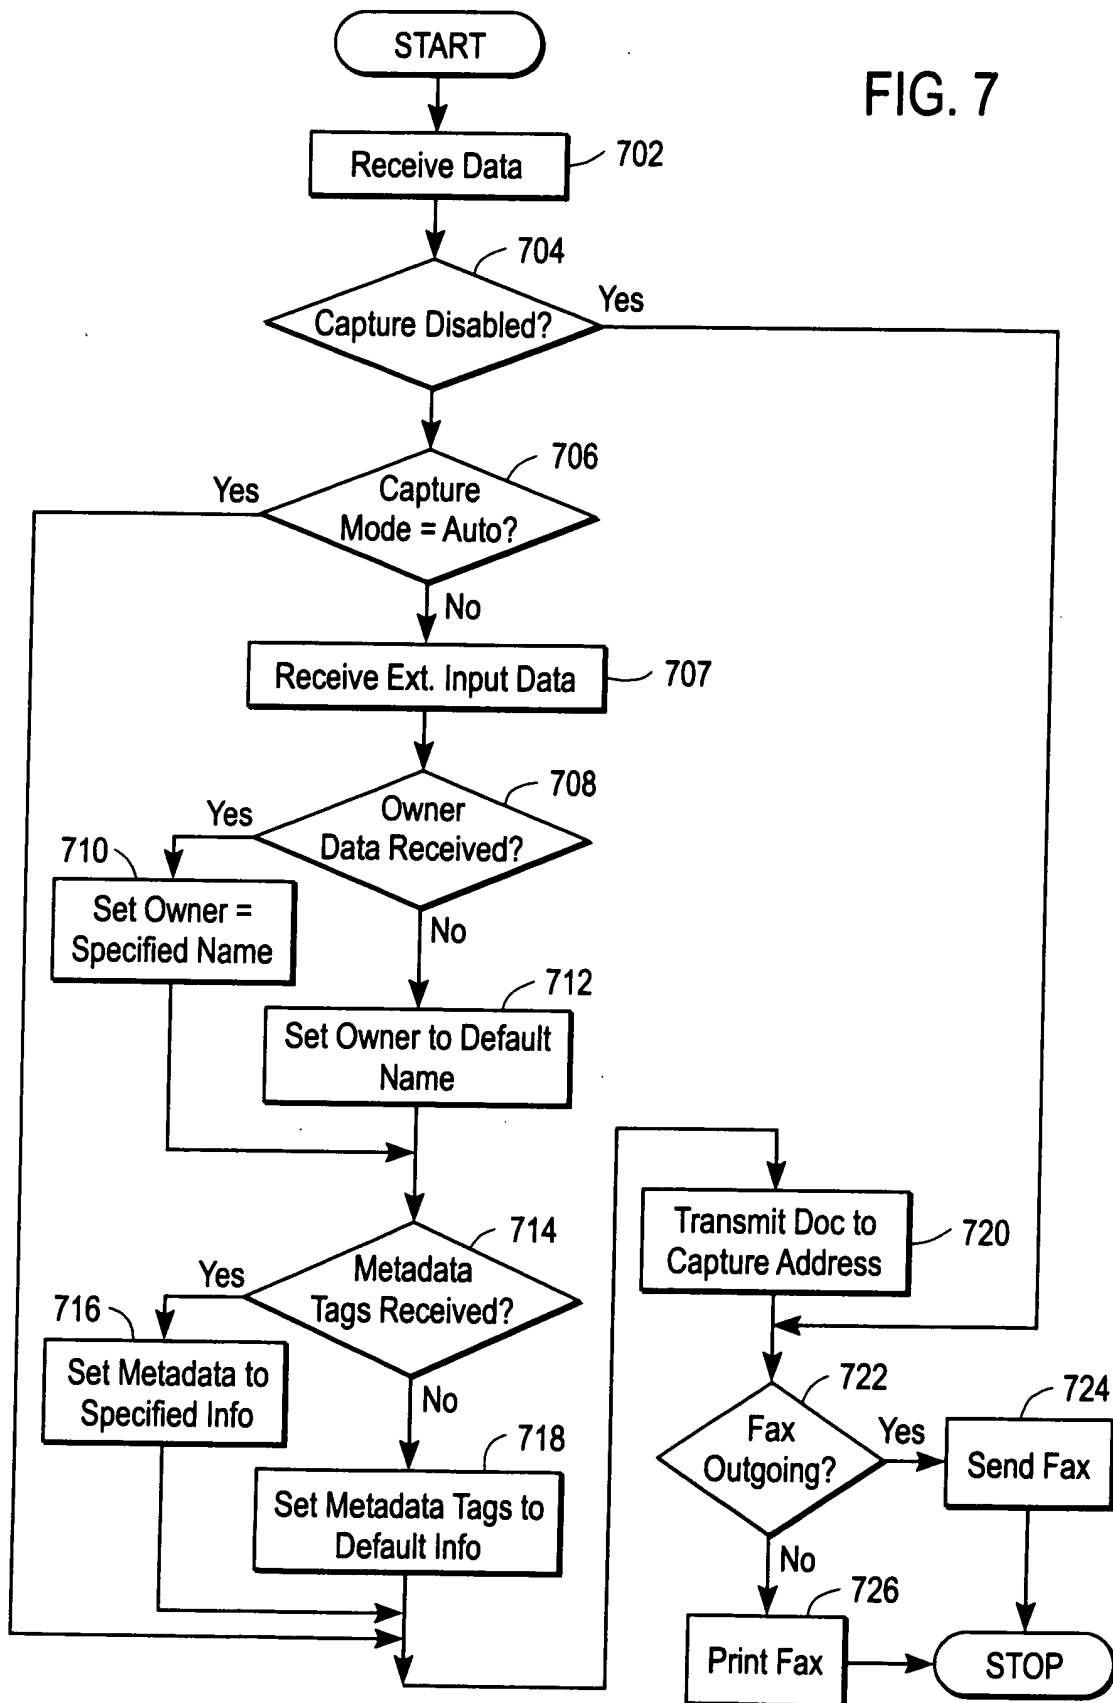 START
FIG. 7
Receive Data
702
704
Capture Disabled?
Yes
706
Yes
Capture
Mode = Auto?
No
Receive Ext. Input Data
707
708
Yes
Owner
Data Received?
710
Set Owner =
Specified Name
No
712
Set Owner to Default
Name
714
Yes
Metadata
Tags Received?
716
Set Metadata to
Specified Info
No
718
Set Metadata Tags to
Default Info
Transmit Doc to
Capture Address
720
722
Fax
Outgoing?
Yes
724
Send Fax
No
726
Print Fax
STOP